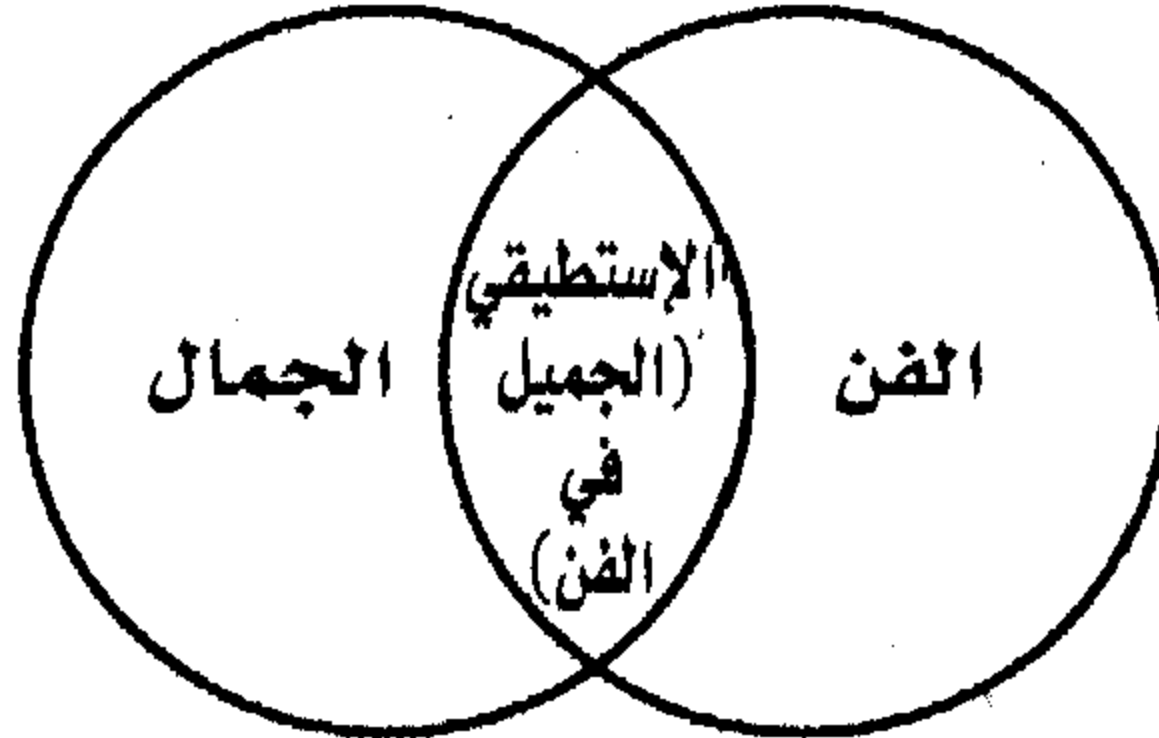 الفن
الإستطيقي
(الجميل
في
الفن)
الجمال